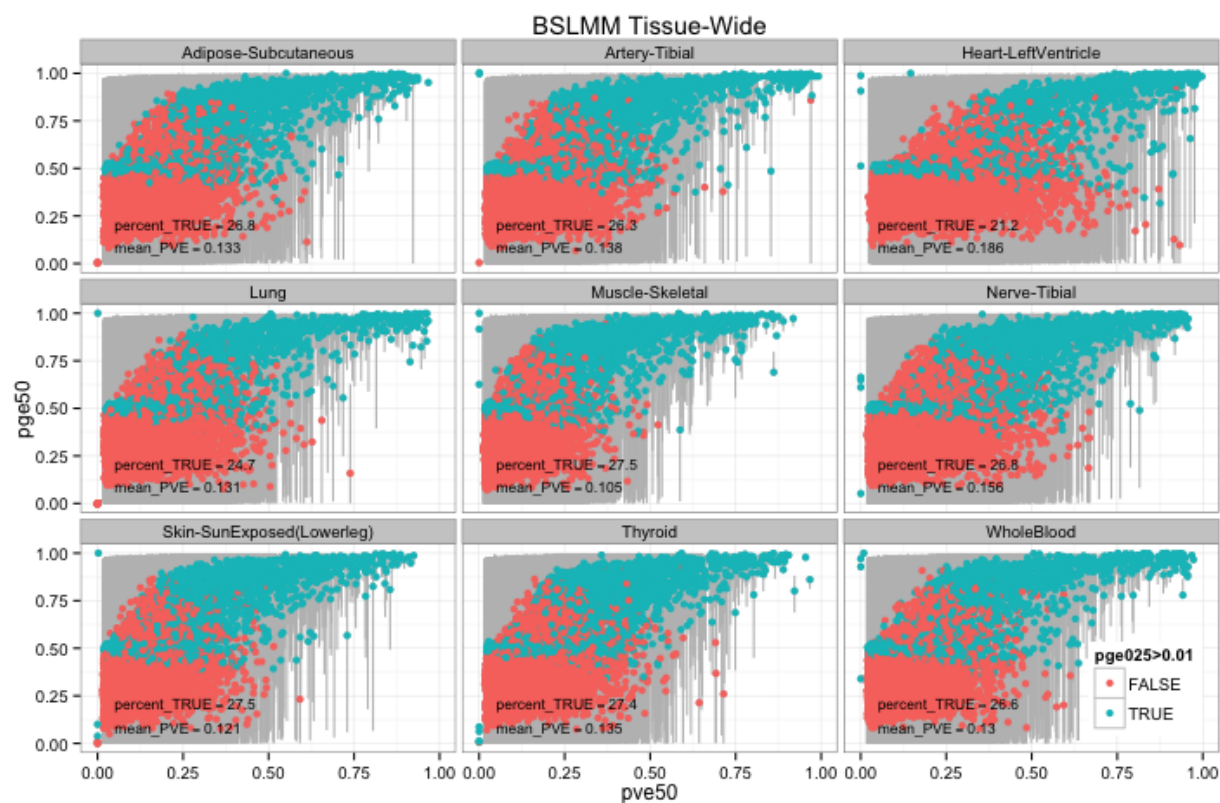 BSLMM Tissue-Wide
Adipose-Subcutaneous
Artery-Tibial
Heart-LeftVentricle
1.00
0.75
0.50
0.25
0.00
percent_TRUE = 26.8
mean_PVE = 0.133
percent_TRUE = 26.3
mean_PVE = 0.138
percent_TRUE = 21.2
mean_PVE = 0.186
Lung
Muscle-Skeletal
Nerve-Tibial
pge50
1.00
0.75
0.50
0.25
0.00
percent_TRUE = 24.7
mean_PVE = 0.131
percent_TRUE = 27.5
mean_PVE = 0.105
percent_TRUE = 26.8
mean_PVE = 0.156
Skin-SunExposed(Lowerleg)
Thyroid
WholeBlood
1.00
0.75
0.50
0.25
0.00
percent_TRUE = 27.5
mean_PVE = 0.121
percent_TRUE = 27.4
mean_PVE = 0.135
percent_TRUE = 26.6
mean_PVE = 0.13
pge025>0.01
FALSE
TRUE
0.00 0.25 0.50 0.75 1.00
0.00 0.25 0.50 0.75 1.00
0.00 0.25 0.50 0.75 1.00
pve50